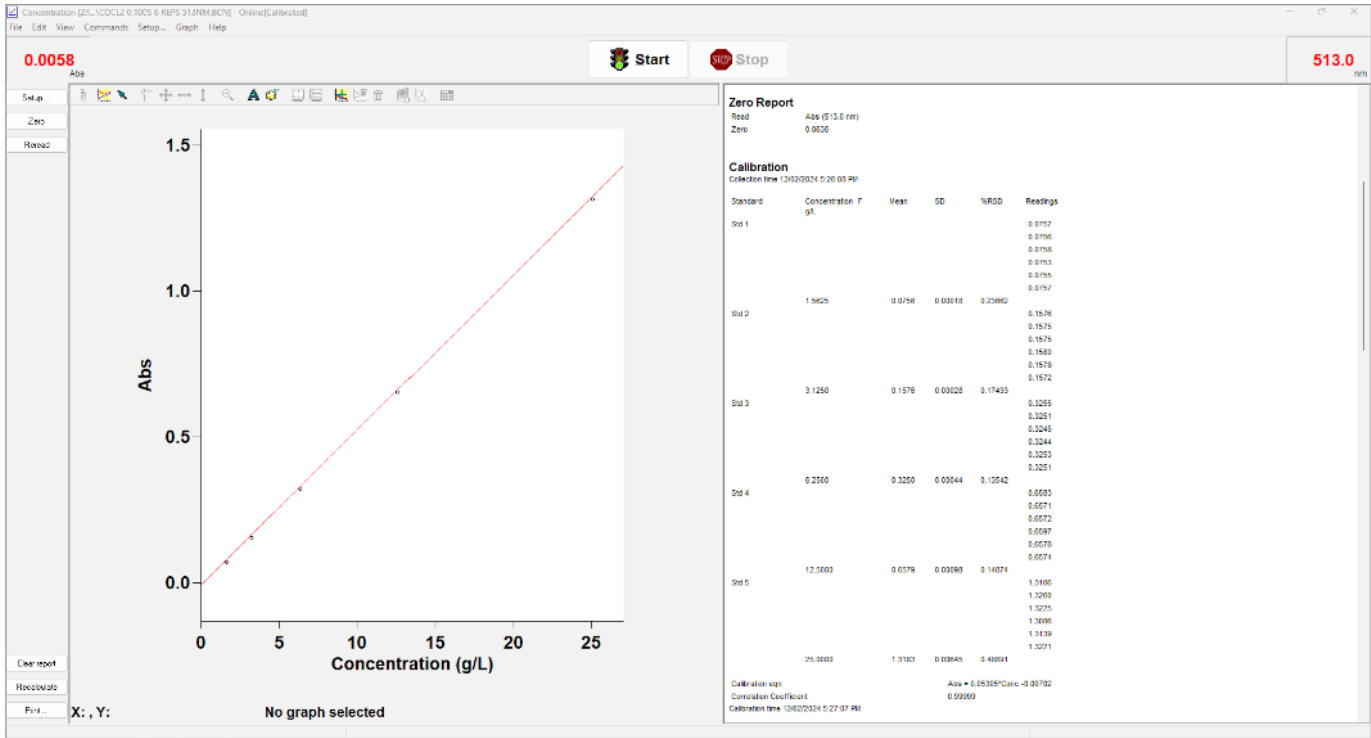 Concentration [Z:\...\COCL2 0.100S 6 REPS 513NM.BCN] - Online[Calibrated]
File Edit View Commands Setup... Graph Help
0.0058
Abs
Start
STOP Stop
513.0
nm
Setup...
Zero
Reread
Clear report
Recalculate
Print...
1.5
1.0
0.5
0.0
Abs
0 5 10 15 20 25
Concentration (g/L)
X: , Y: No graph selected
Zero Report
Read Abs (513.0 nm)
Zero 0.0636
Calibration
Collection time 12/02/2024 5:26:08 PM
Standard Concentration F Mean SD %RSD Readings
g/L
Std 1 0.0757
0.0756
0.0758
0.0753
0.0755
0.0757
1.5625 0.0756 0.00018 0.23862
Std 2 0.1576
0.1575
0.1575
0.1580
0.1578
0.1572
3.1250 0.1576 0.00028 0.17493
Std 3 0.3255
0.3251
0.3245
0.3244
0.3253
0.3251
6.2500 0.3250 0.00044 0.13542
Std 4 0.6583
0.6571
0.6572
0.6597
0.6578
0.6574
12.5000 0.6579 0.00098 0.14874
Std 5 1.3166
1.3260
1.3225
1.3086
1.3139
1.3221
25.0000 1.3183 0.00645
Calibration eqn Abs = 0.05305*Conc -0.00702
Correlation Coefficient 0.99999
Calibration time 12/02/2024 5:27:07 PM